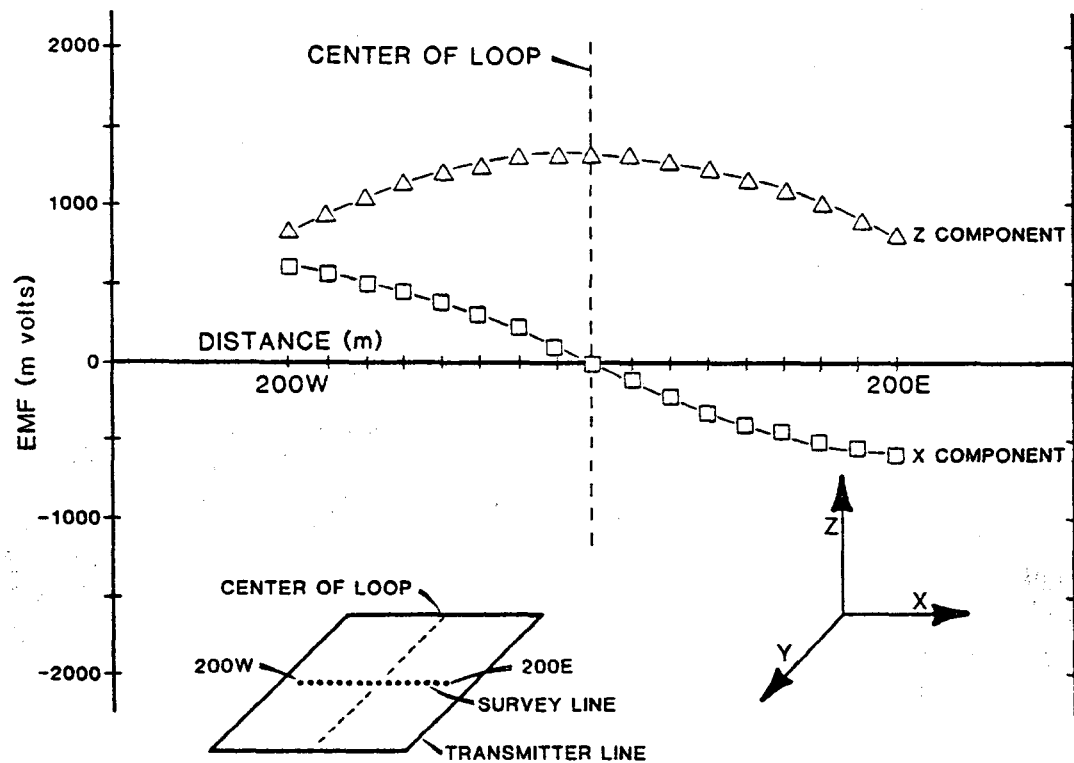 2000
CENTER OF LOOP
1000
Z COMPONENT
EMF (m volts)
DISTANCE (m)
0
200W
200E
X COMPONENT
-1000
Z
X
Y
CENTER OF LOOP
200W
200E
SURVEY LINE
-2000
TRANSMITTER LINE